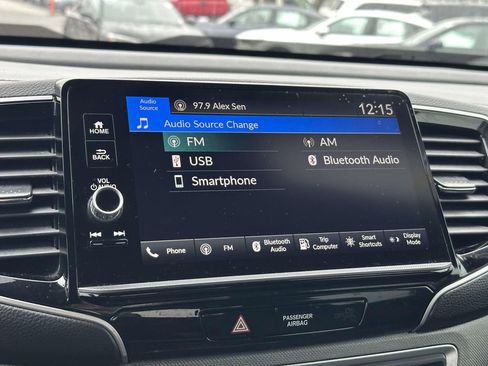 Audio
Source
97.9 Alex Sen
12:15
Audio Source Change
FM
AM
USB
Bluetooth Audio
Smartphone
HOME
BACK
VOL
AUDIO
Phone
FM
Bluetooth
Audio
Trip
Computer
Smart
Shortcuts
Display
Mode
PASSENGER
AIRBAG